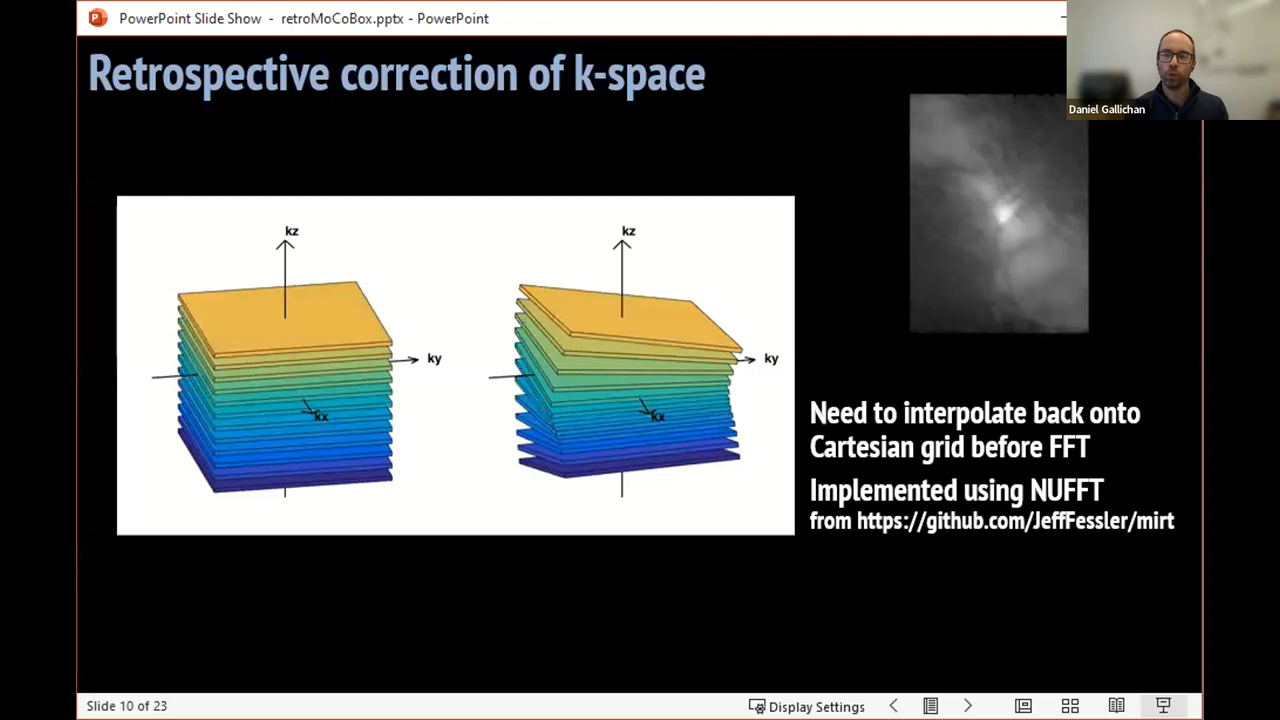 PowerPoint Slide Show - retroMoCoBox.pptx - PowerPoint
Daniel Gallichan
Retrospective correction of k-space
kz
ky
kx
kz
ky
kx
Need to interpolate back onto
Cartesian grid before FFT
Implemented using NUFFT
from https://github.com/JeffFessler/mirt
Slide 10 of 23
Display Settings